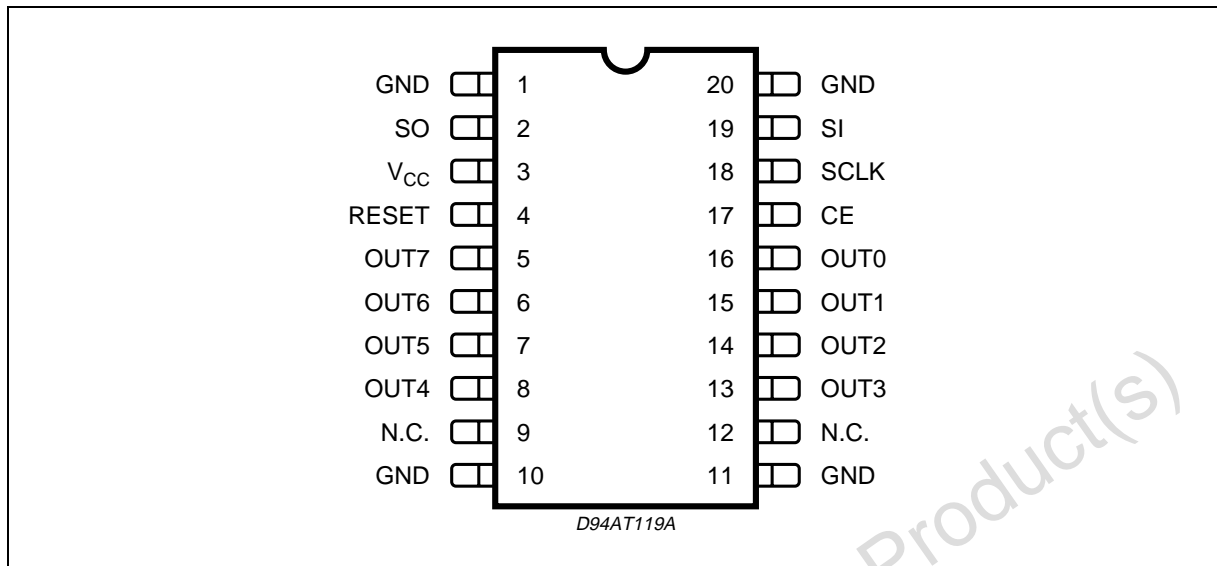 GND 1 20 GND
SO 2 19 SI
VCC 3 18 SCLK
RESET 4 17 CE
OUT7 5 16 OUT0
OUT6 6 15 OUT1
OUT5 7 14 OUT2
OUT4 8 13 OUT3
N.C. 9 12 N.C.
GND 10 11 GND
D94AT119A
Product(s)